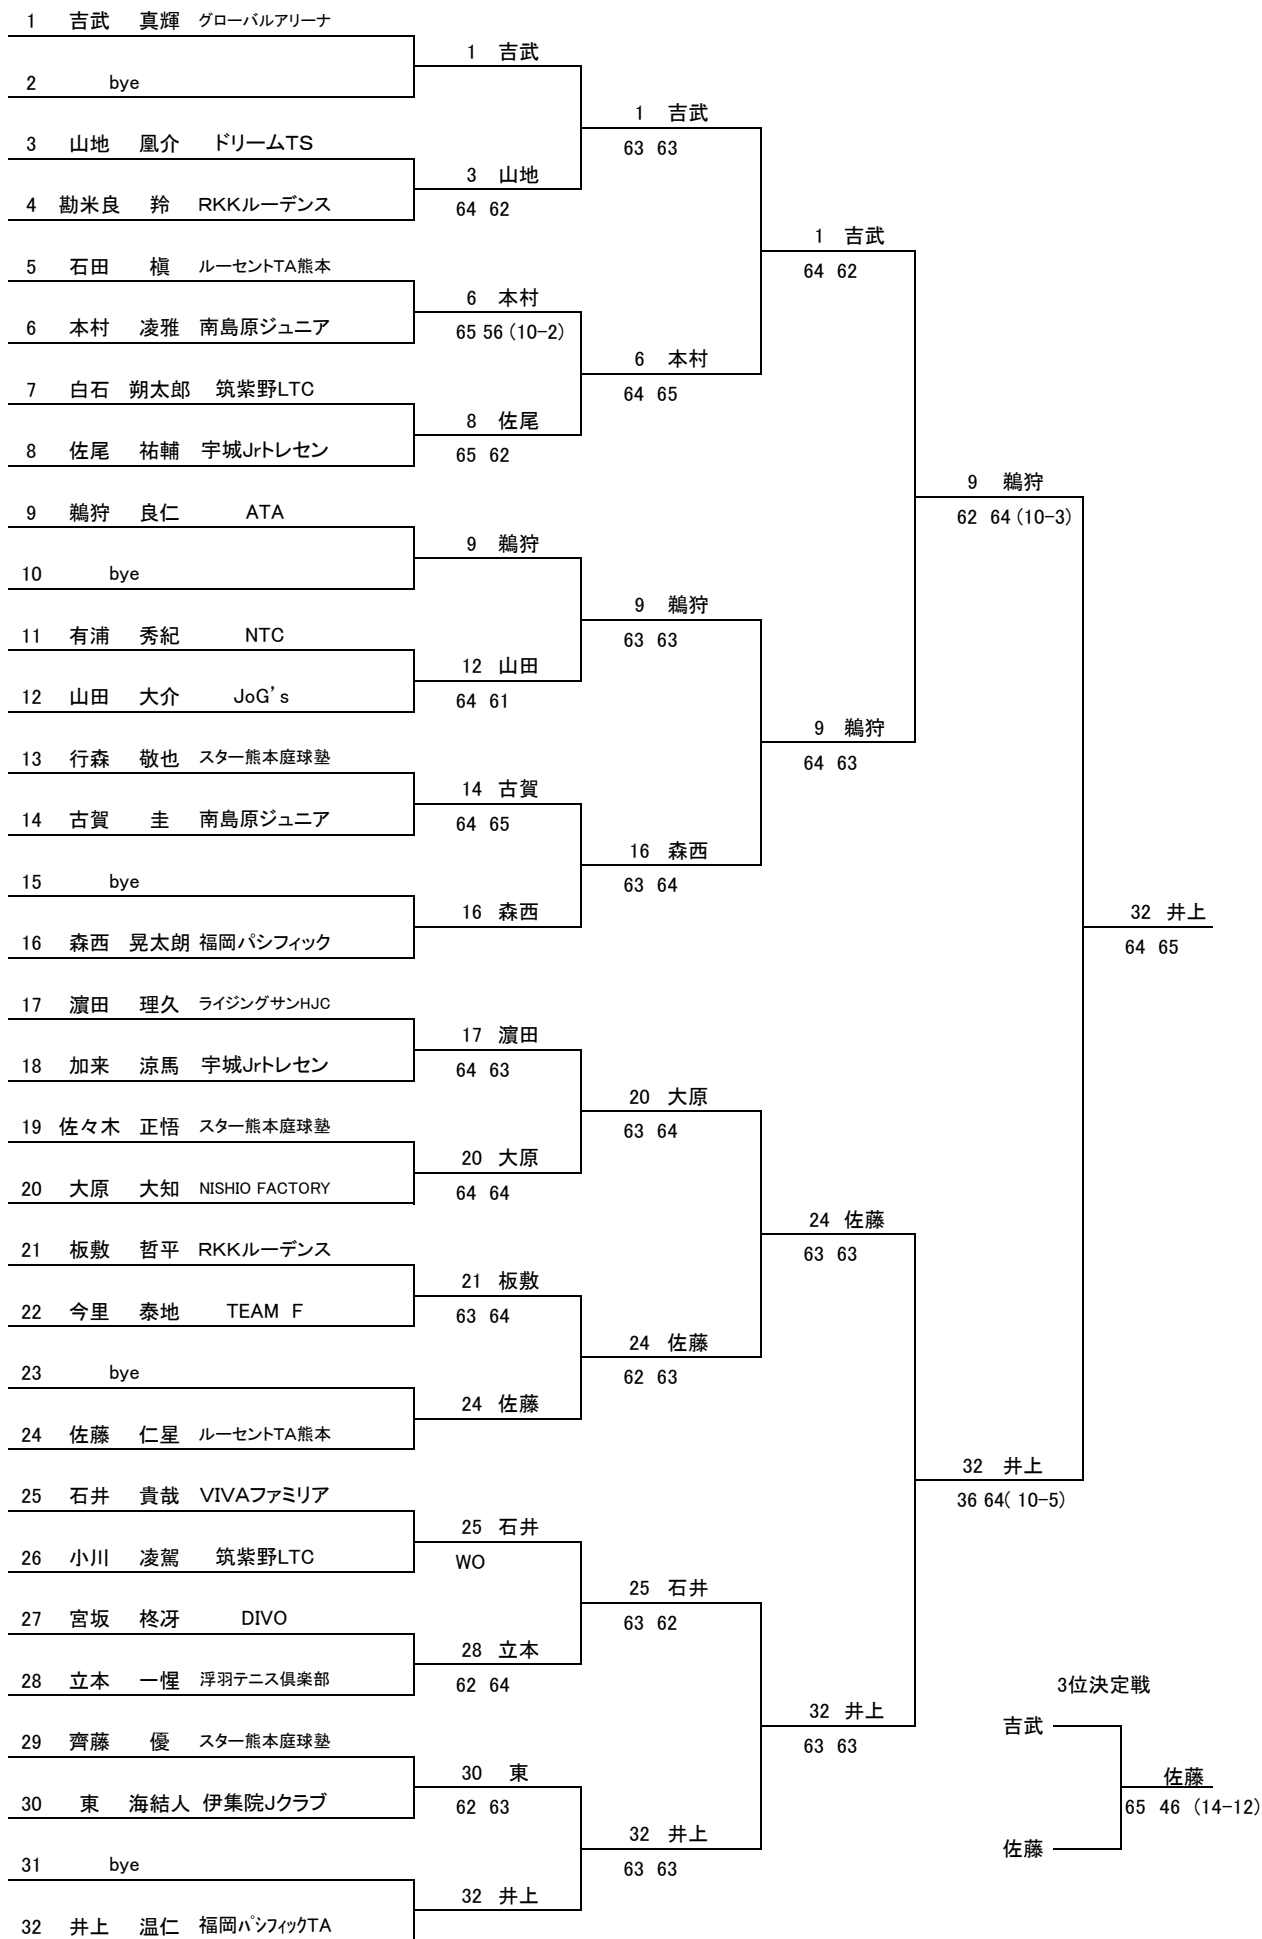 1 吉武 真輝 グローバルアリーナ
1 吉武
2 bye
1 吉武
63 63
3 山地 凰介 ドリームTS
3 山地
64 62
4 勘米良 羚 RKKルーデンス
1 吉武
64 62
5 石田 槇 ルーセントTA熊本
6 本村
65 56 (10-2)
6 本村 凌雅 南島原ジュニア
6 本村
64 65
7 白石 朔太郎 筑紫野LTC
8 佐尾
65 62
8 佐尾 祐輔 宇城Jrトレセン
9 鵜狩
62 64 (10-3)
9 鵜狩 良仁 ATA
9 鵜狩
10 bye
9 鵜狩
63 63
11 有浦 秀紀 NTC
12 山田
64 61
12 山田 大介 JoG's
9 鵜狩
64 63
13 行森 敬也 スター熊本庭球塾
14 古賀
64 65
14 古賀 圭 南島原ジュニア
16 森西
63 64
15 bye
16 森西
16 森西 晃太朗 福岡パシフィック
32 井上
64 65
17 濵田 理久 ライジングサンHJC
17 濵田
64 63
18 加来 涼馬 宇城Jrトレセン
20 大原
63 64
19 佐々木 正悟 スター熊本庭球塾
20 大原
64 64
20 大原 大知 NISHIO FACTORY
24 佐藤
63 63
21 板敷 哲平 RKKルーデンス
21 板敷
63 64
22 今里 泰地 TEAM F
24 佐藤
62 63
23 bye
24 佐藤
24 佐藤 仁星 ルーセントTA熊本
32 井上
36 64( 10-5)
25 石井 貴哉 VIVAファミリア
25 石井
WO
26 小川 凌駕 筑紫野LTC
25 石井
63 62
27 宮坂 柊冴 DIVO
28 立本
62 64
28 立本 一惺 浮羽テニス倶楽部
32 井上
63 63
29 齊藤 優 スター熊本庭球塾
30 東
62 63
30 東 海結人 伊集院Jクラブ
32 井上
63 63
31 bye
32 井上
32 井上 温仁 福岡ﾊﾟｼﾌｨｯｸTA
3位決定戦
吉武
佐藤
65 46 (14-12)
佐藤